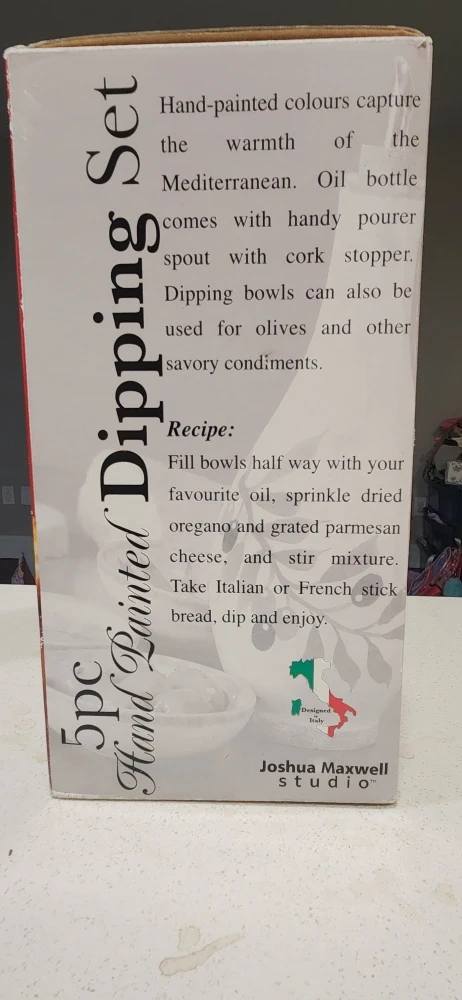 5pc
Hand Painted Dipping Set
Hand-painted colours capture
the warmth of the
Mediterranean. Oil bottle
comes with handy pourer
spout with cork stopper.
Dipping bowls can also be
used for olives and other
savory condiments.
Recipe:
Fill bowls half way with your
favourite oil, sprinkle dried
oregano and grated parmesan
cheese, and stir mixture.
Take Italian or French stick
bread, dip and enjoy.
Designed
in
Italy
Joshua Maxwell
studio™